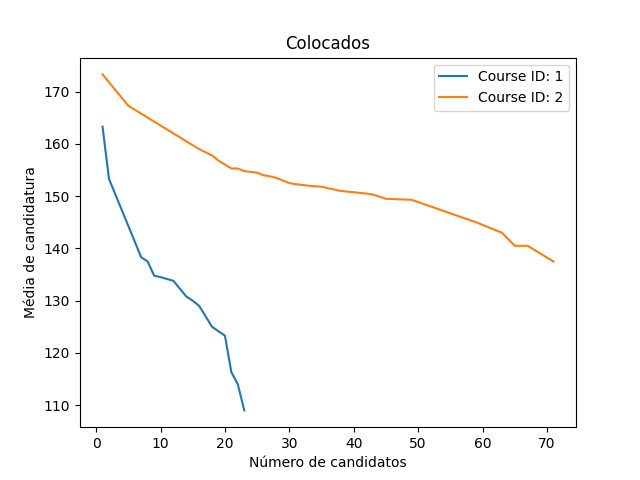 Colocados
Course ID: 1
Course ID: 2
170
160
150
140
130
120
110
Média de candidatura
0 10 20 30 40 50 60 70
Número de candidatos